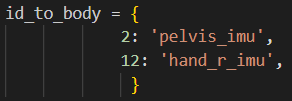 id_to_body = {
2: 'pelvis_imu',
12: 'hand_r_imu',
}